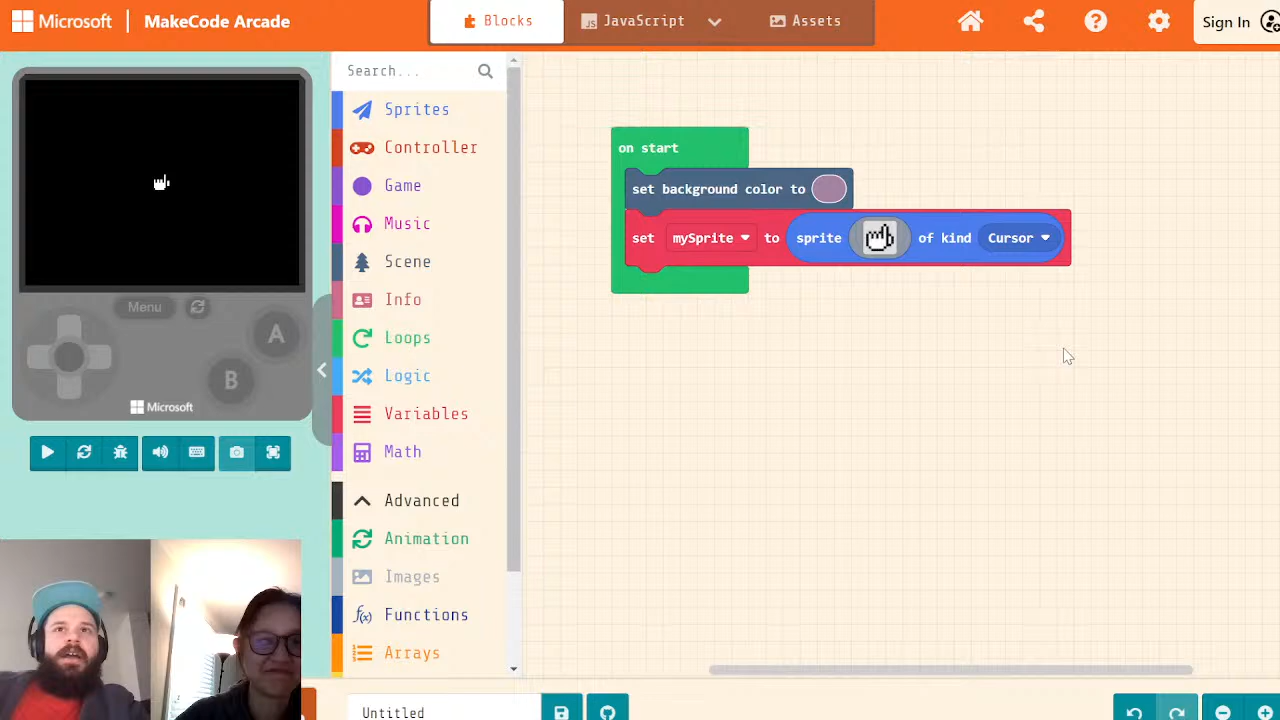 Microsoft
MakeCode Arcade
Blocks
JS JavaScript
Assets
Sign In
Search...
Sprites
Controller
Game
Music
Scene
Info
Loops
Logic
Variables
Math
Advanced
Animation
Images
f(x) Functions
Arrays
Menu
A
B
Microsoft
on start
set background color to
set mySprite to sprite of kind Cursor
Untitled